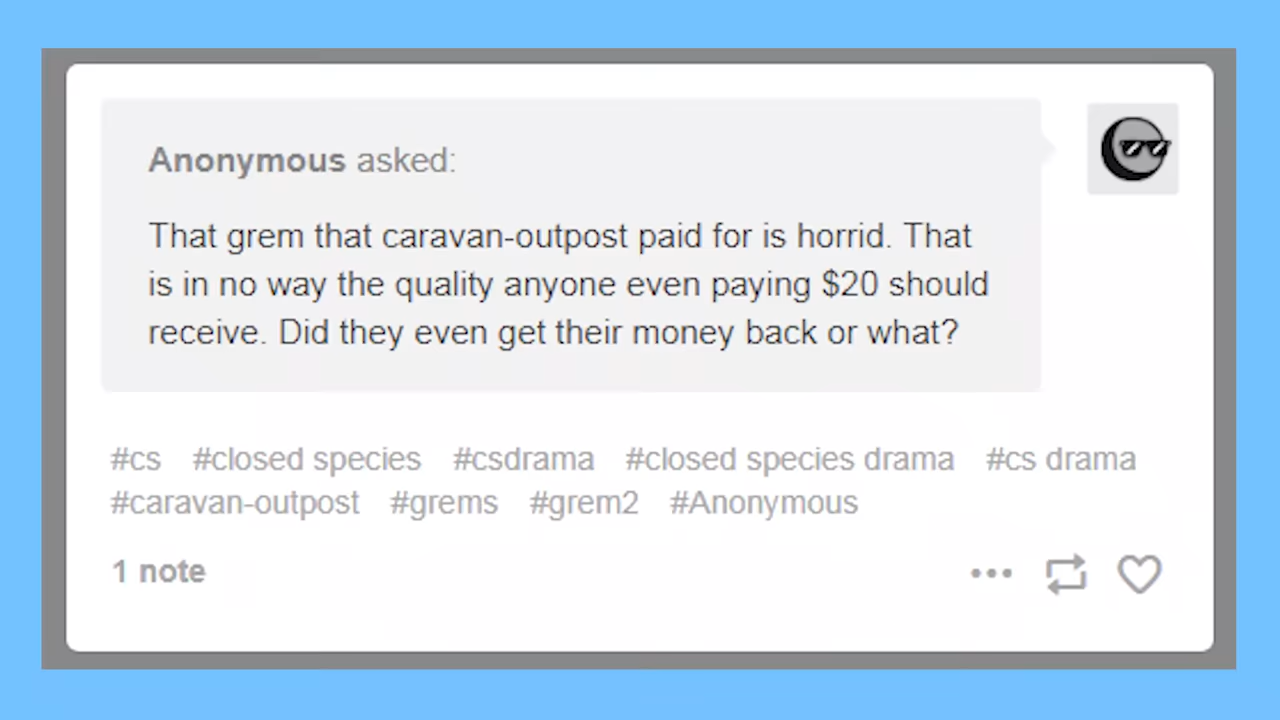 Anonymous asked:
That grem that caravan-outpost paid for is horrid. That
is in no way the quality anyone even paying $20 should
receive. Did they even get their money back or what?
#cs #closed species #csdrama #closed species drama #cs drama
#caravan-outpost #grems #grem2 #Anonymous
1 note